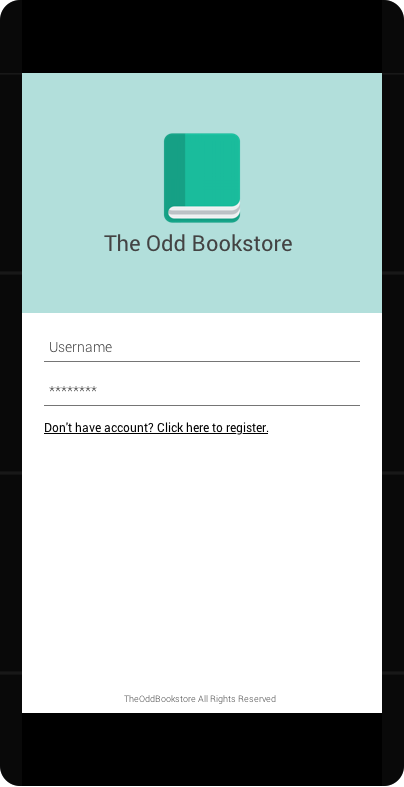 The Odd Bookstore
Username
********
Don't have account? Click here to register.
TheOddBookstore All Rights Reserved